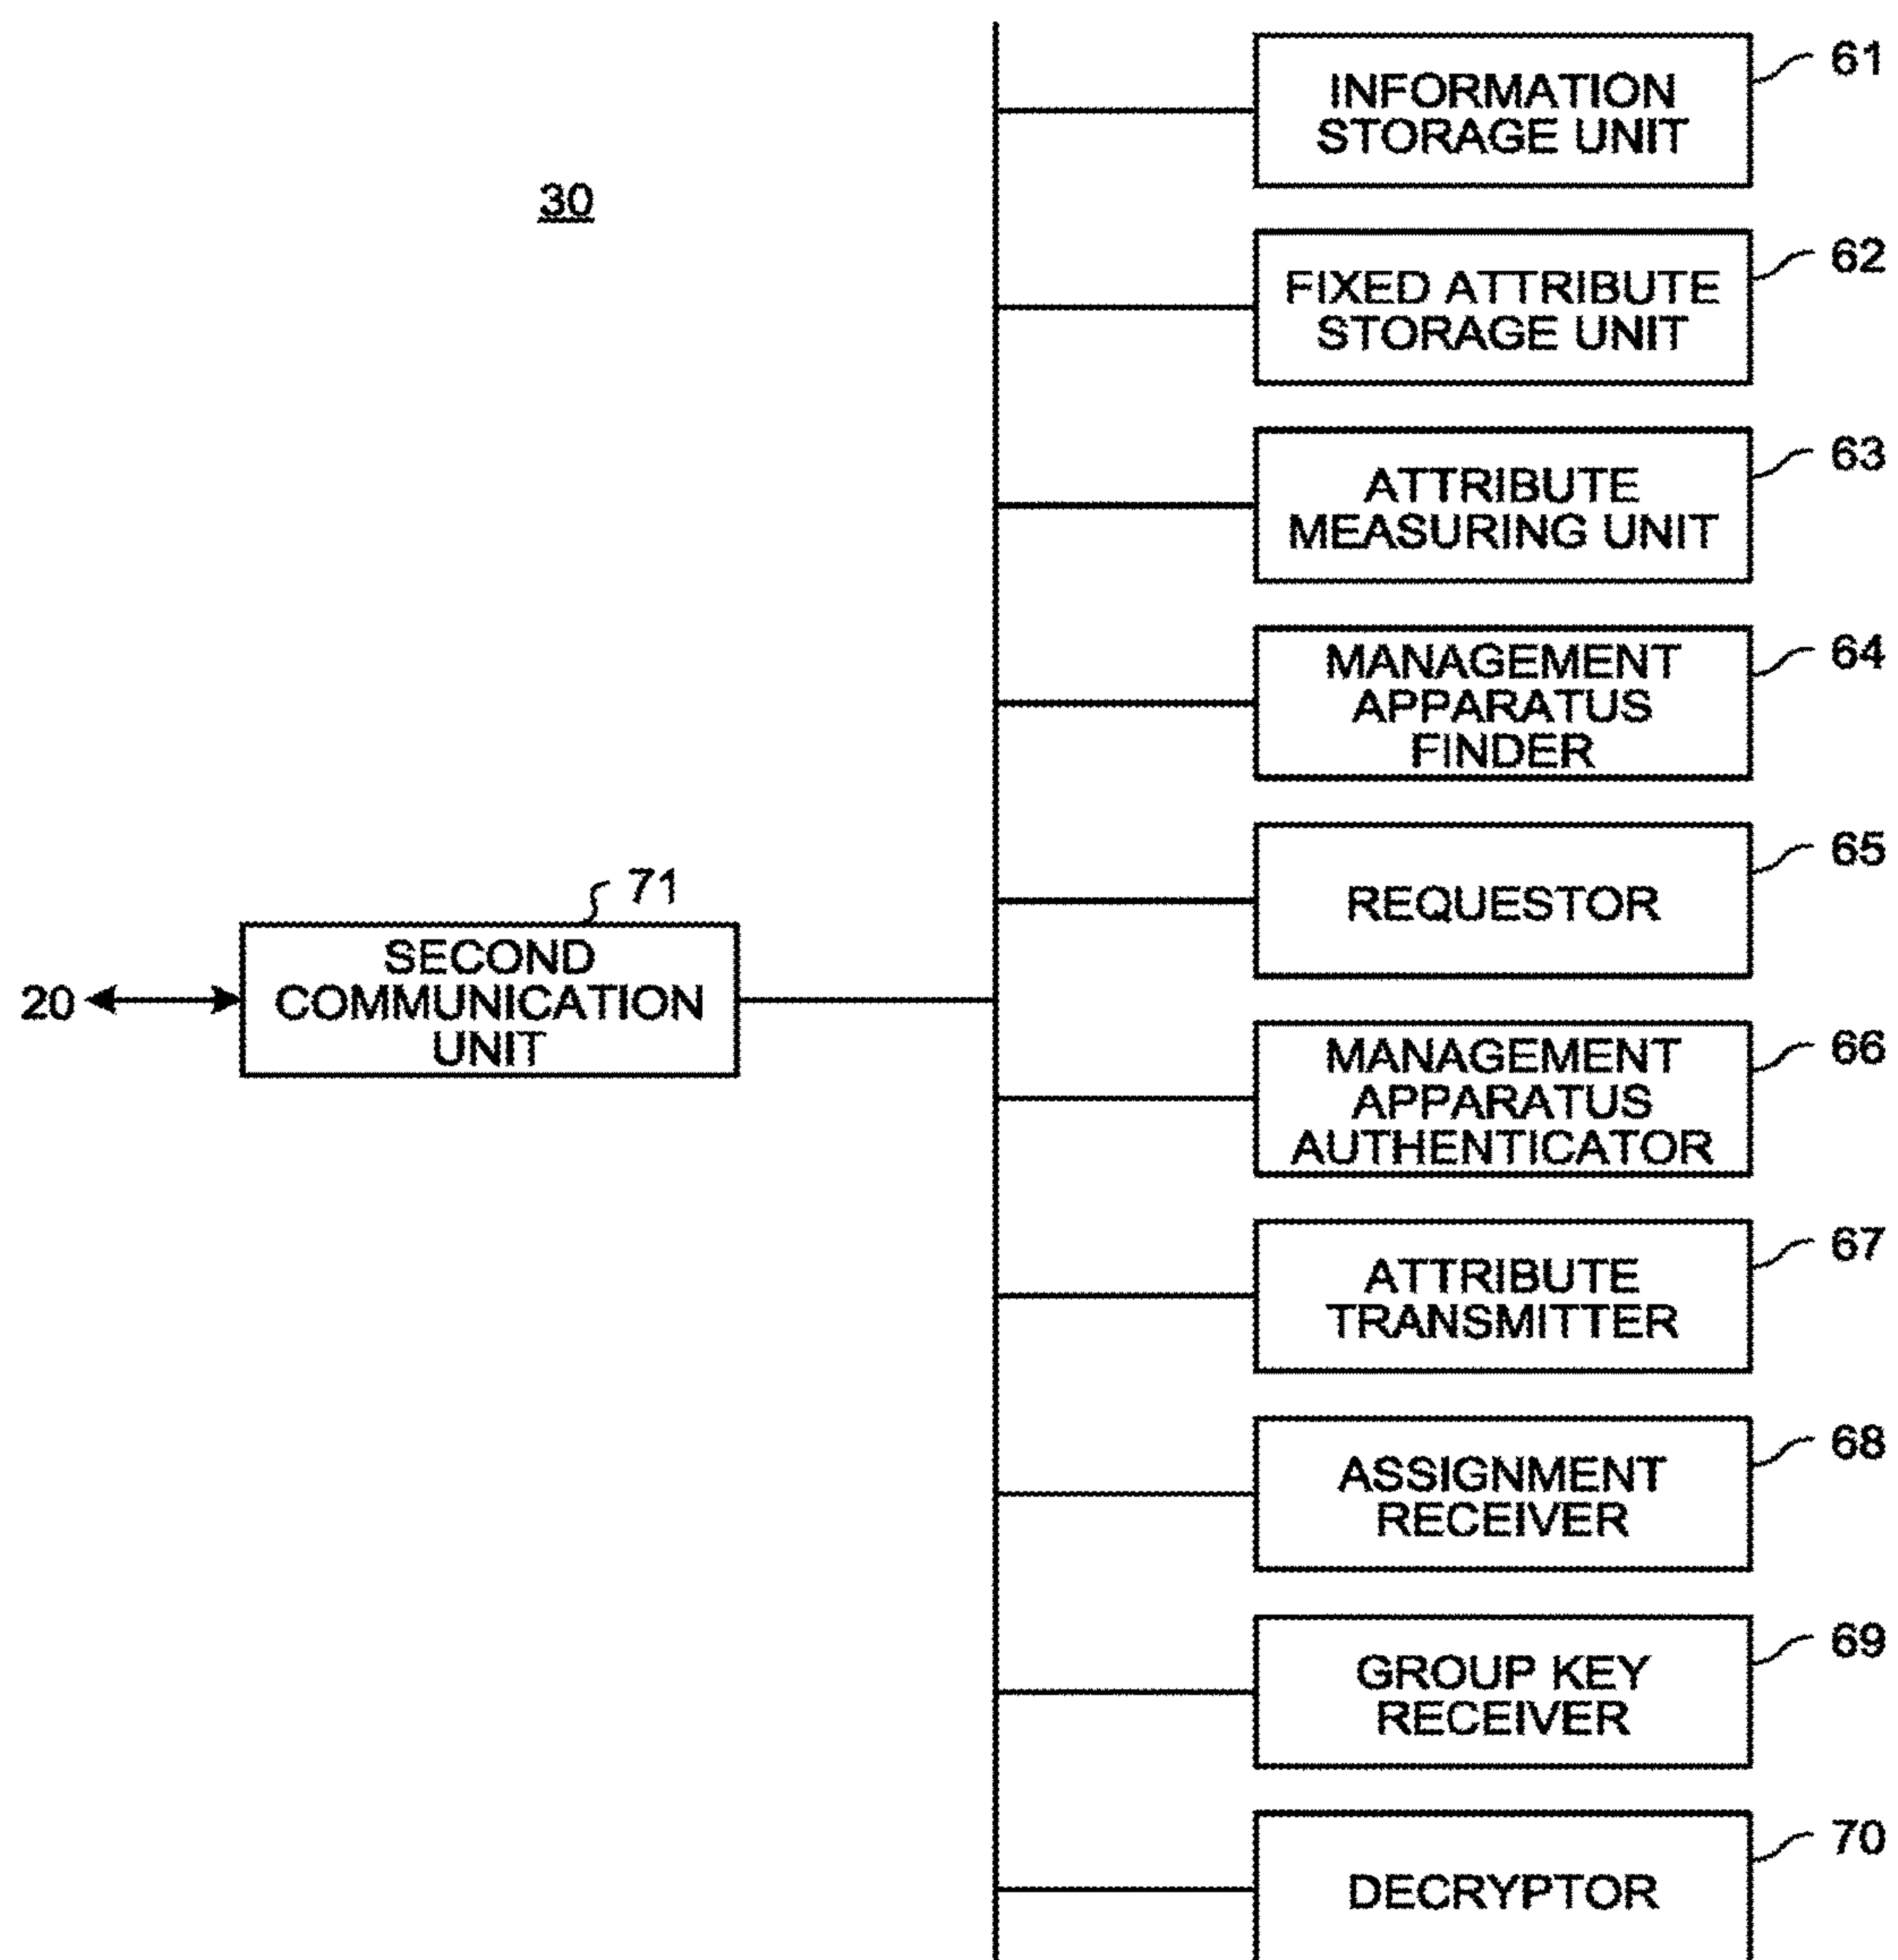 61
INFORMATION
STORAGE UNIT
30
62
FIXED ATTRIBUTE
STORAGE UNIT
63
ATTRIBUTE
MEASURING UNIT
64
MANAGEMENT
APPARATUS
FINDER
65
REQUESTOR
71
SECOND
COMMUNICATION
UNIT
20
66
MANAGEMENT
APPARATUS
AUTHENTICATOR
67
ATTRIBUTE
TRANSMITTER
68
ASSIGNMENT
RECEIVER
69
GROUP KEY
RECEIVER
70
DECRYPTOR